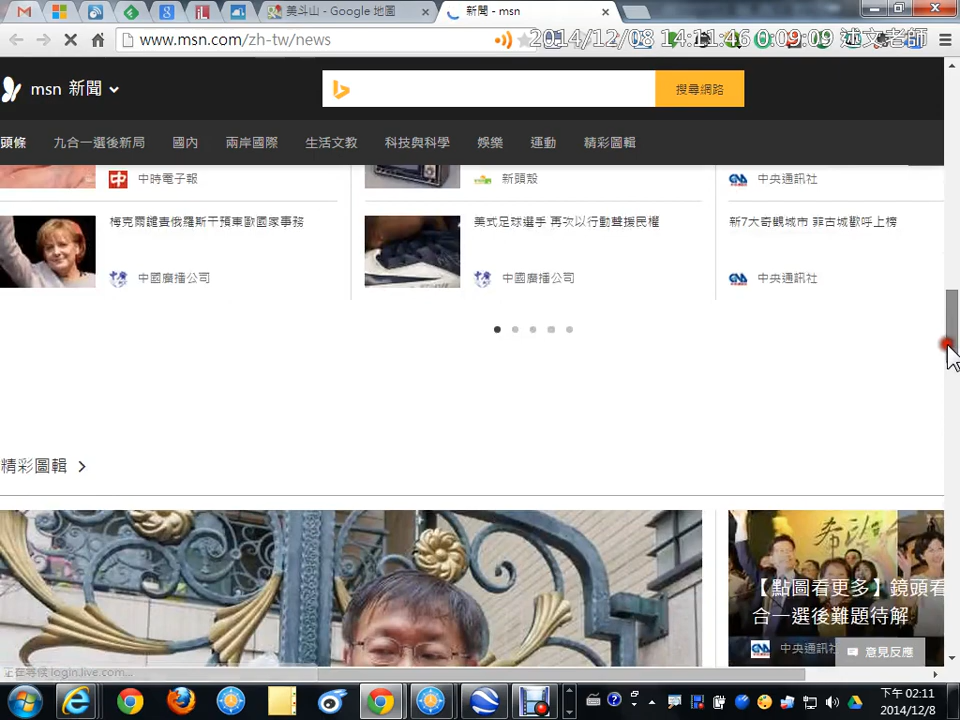 美斗山 - Google 地圖
新聞 - msn
www.msn.com/zh-tw/news
2014/12/08 14:11:46 0:09:09 述文老師
msn 新聞
搜尋網路
頭條 九合一選後新局 國內 兩岸國際 生活文教 科技與科學 娛樂 運動 精彩圖輯
中時電子報
新頭殼
中央通訊社
梅克爾譴責俄羅斯干預東歐國家事務
中國廣播公司
美式足球選手 再次以行動聲援民權
中國廣播公司
新7大奇觀城市 菲古城歡呼上榜
中央通訊社
精彩圖輯
【點圖看更多】鏡頭看
合一選後難題待解
中央通訊社
意見反應
正在等候 login.live.com...
下午 02:11
2014/12/8